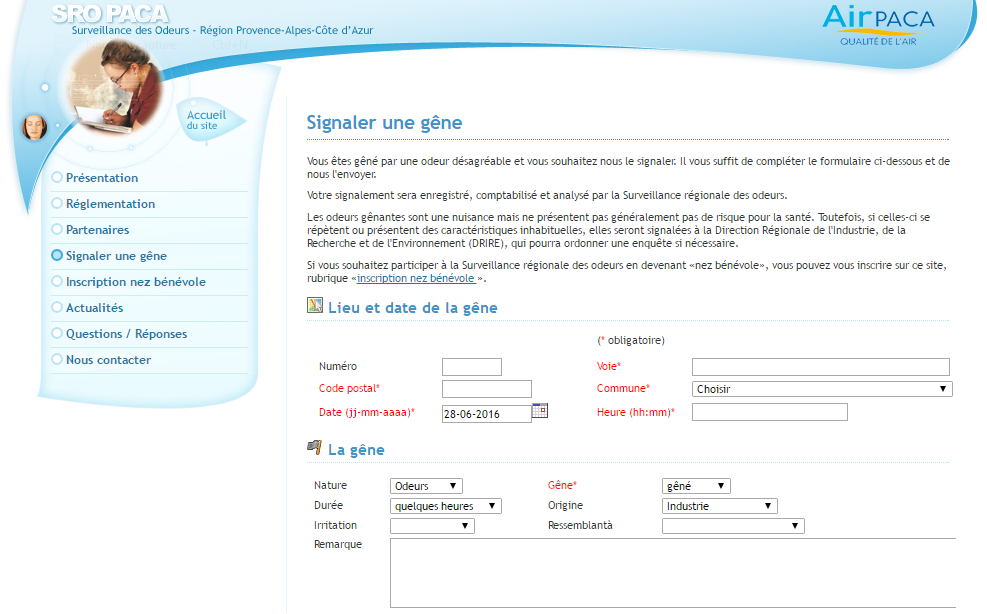 SRO PACA
Surveillance des Odeurs - Région Provence-Alpes-Côte d'Azur
AirPACA
QUALITÉ DE L'AIR
Accueil
du site
Présentation
Réglementation
Partenaires
Signaler une gêne
Inscription nez bénévole
Actualités
Questions / Réponses
Nous contacter
Signaler une gêne
Vous êtes gêné par une odeur désagréable et vous souhaitez nous le signaler. Il vous suffit de compléter le formulaire ci-dessous et de
nous l'envoyer.
Votre signalement sera enregistré, comptabilisé et analysé par la Surveillance régionale des odeurs.
Les odeurs gênantes sont une nuisance mais ne présentent pas généralement pas de risque pour la santé. Toutefois, si celles-ci se
répètent ou présentent des caractéristiques inhabituelles, elles seront signalées à la Direction Régionale de l'Industrie, de la
Recherche et de l'Environnement (DRIRE), qui pourra ordonner une enquête si nécessaire.
Si vous souhaitez participer à la Surveillance régionale des odeurs en devenant «nez bénévole», vous pouvez vous inscrire sur ce site,
rubrique «inscription nez bénévole ».
Lieu et date de la gêne
(* obligatoire)
Numéro Voie*
Code postal* Commune* Choisir
Date (jj-mm-aaaa)* 28-06-2016 Heure (hh:mm)*
La gêne
Nature Odeurs Gêne* gêné
Durée quelques heures Origine Industrie
Irritation Ressemblantà
Remarque